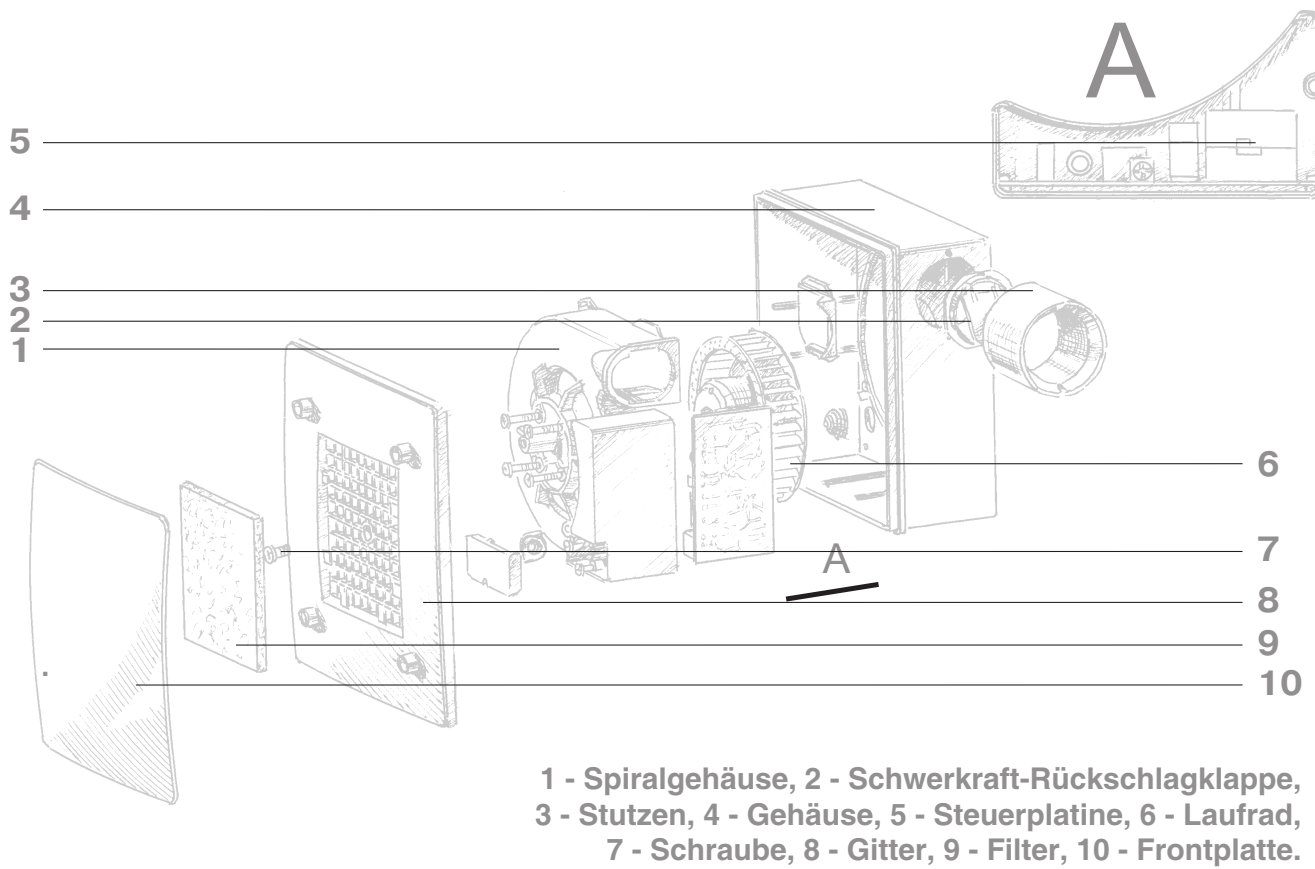 A
5
4
3
2
1
6
7
A
8
9
10
1 - Spiralgehäuse, 2 - Schwerkraft-Rückschlagklappe,
3 - Stutzen, 4 - Gehäuse, 5 - Steuerplatine, 6 - Laufrad,
7 - Schraube, 8 - Gitter, 9 - Filter, 10 - Frontplatte.